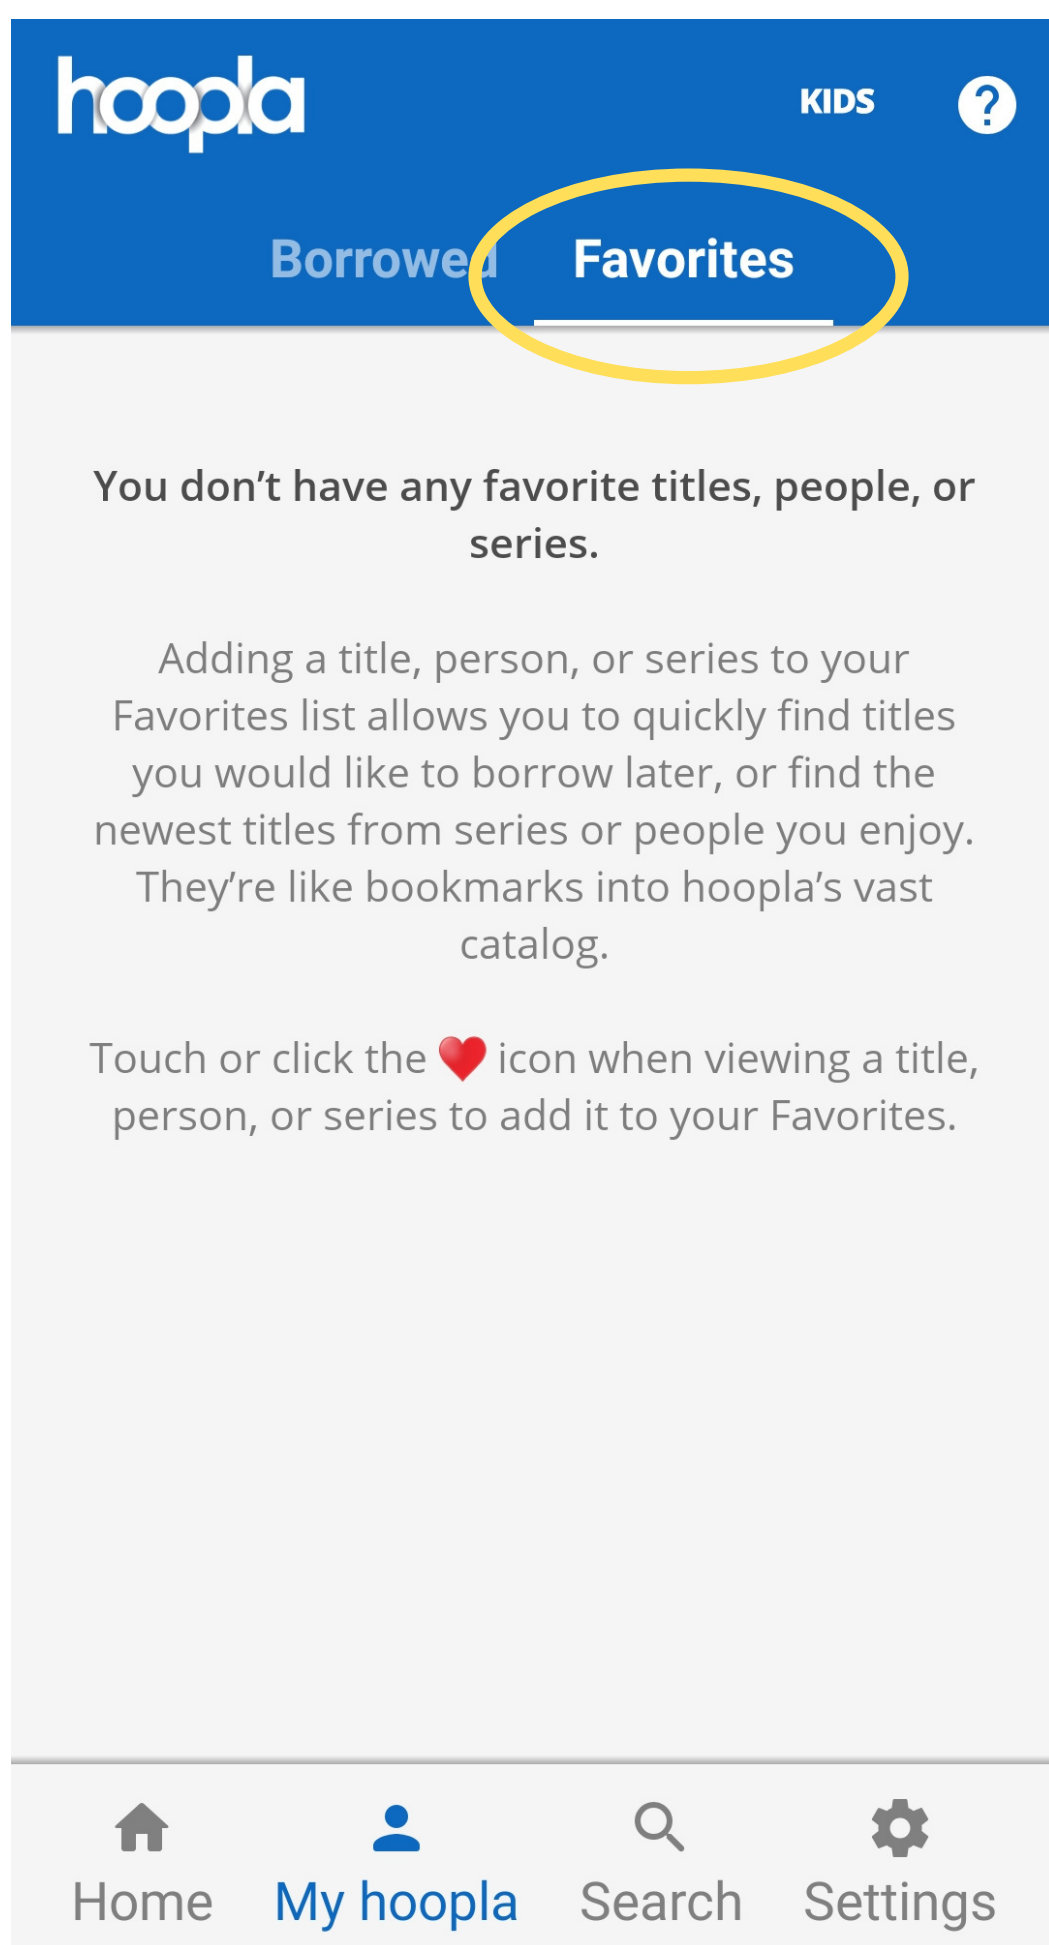 hoopla KIDS ?
Borrowed Favorites
You don’t have any favorite titles, people, or
series.
Adding a title, person, or series to your
Favorites list allows you to quickly find titles
you would like to borrow later, or find the
newest titles from series or people you enjoy.
They’re like bookmarks into hoopla’s vast
catalog.
Touch or click the ❤️ icon when viewing a title,
person, or series to add it to your Favorites.
Home My hoopla Search Settings